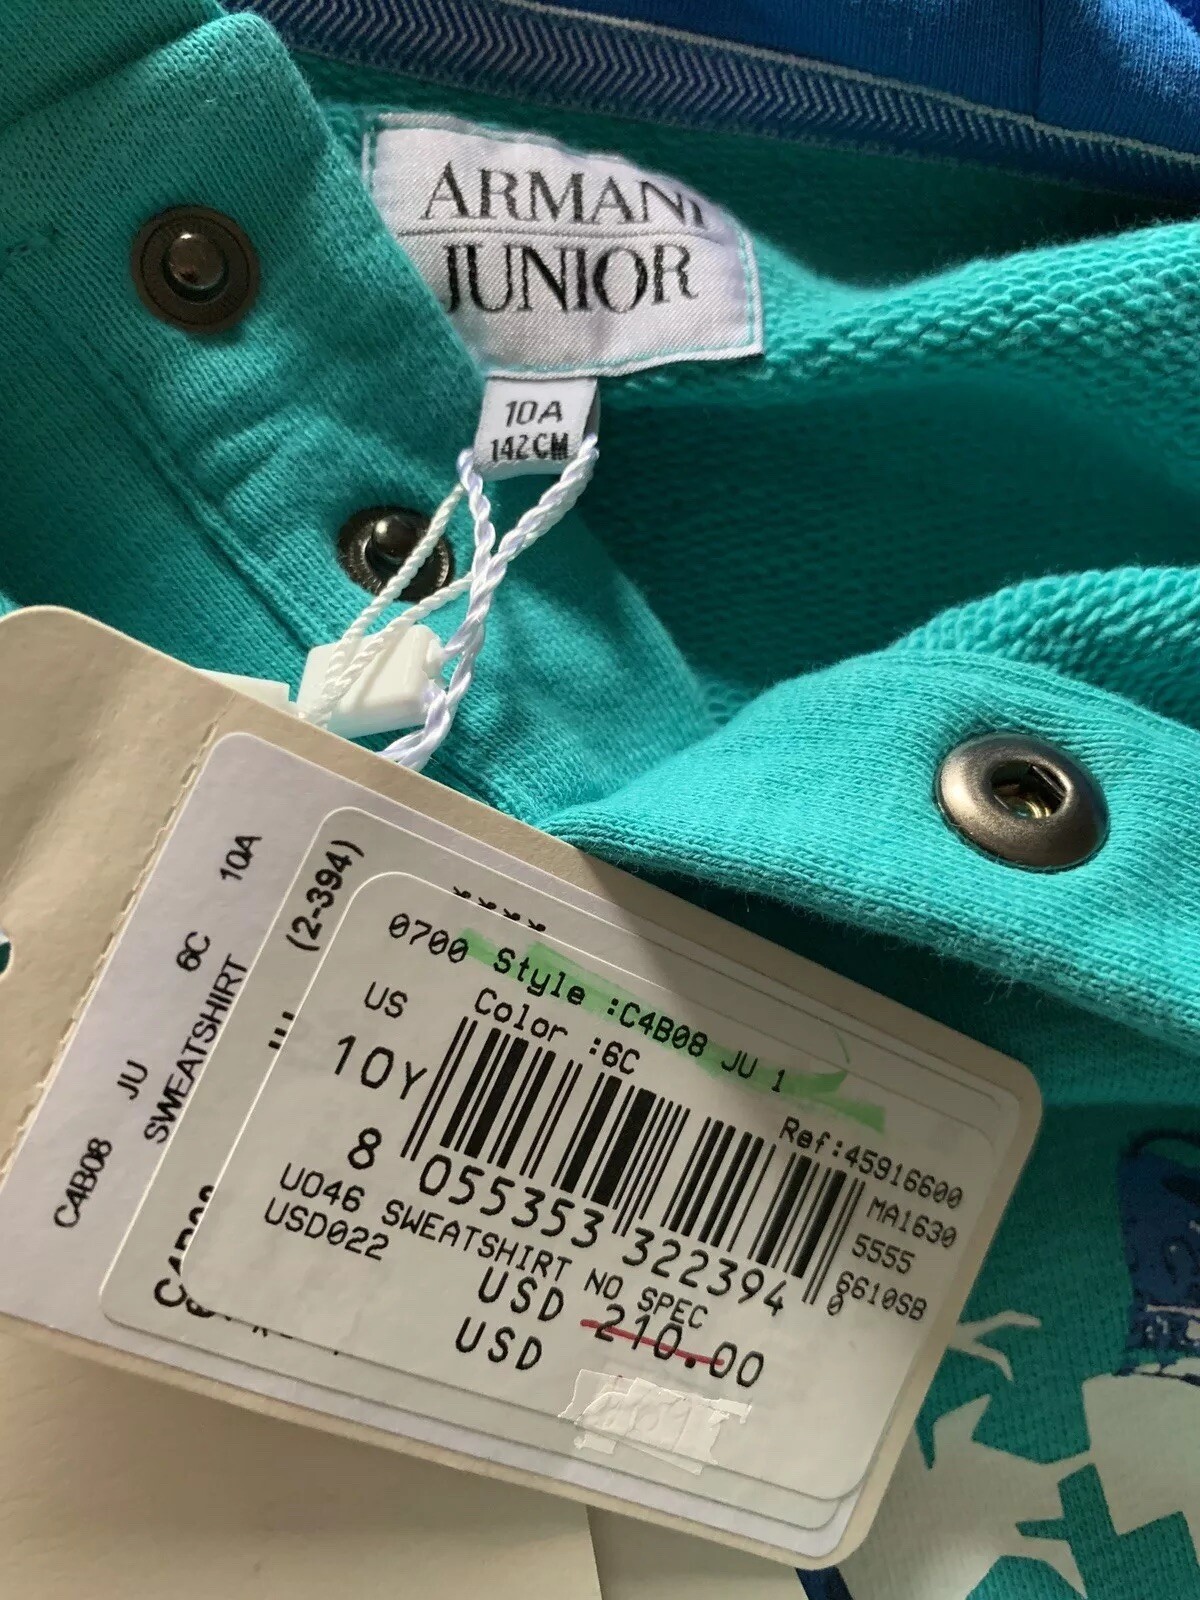 ARMANI
JUNIOR
10A
142CM
C4B08 JU 6C 10A
SWEATSHIRT
(2-394)
****
0700 Style :C4B08 JU 1
US Color :6C
10Y
Ref:45916600
MA1630
5555
6610SB
0
8 055353 322394
U046 SWEATSHIRT NO SPEC
USD022
USD 210.00
USD